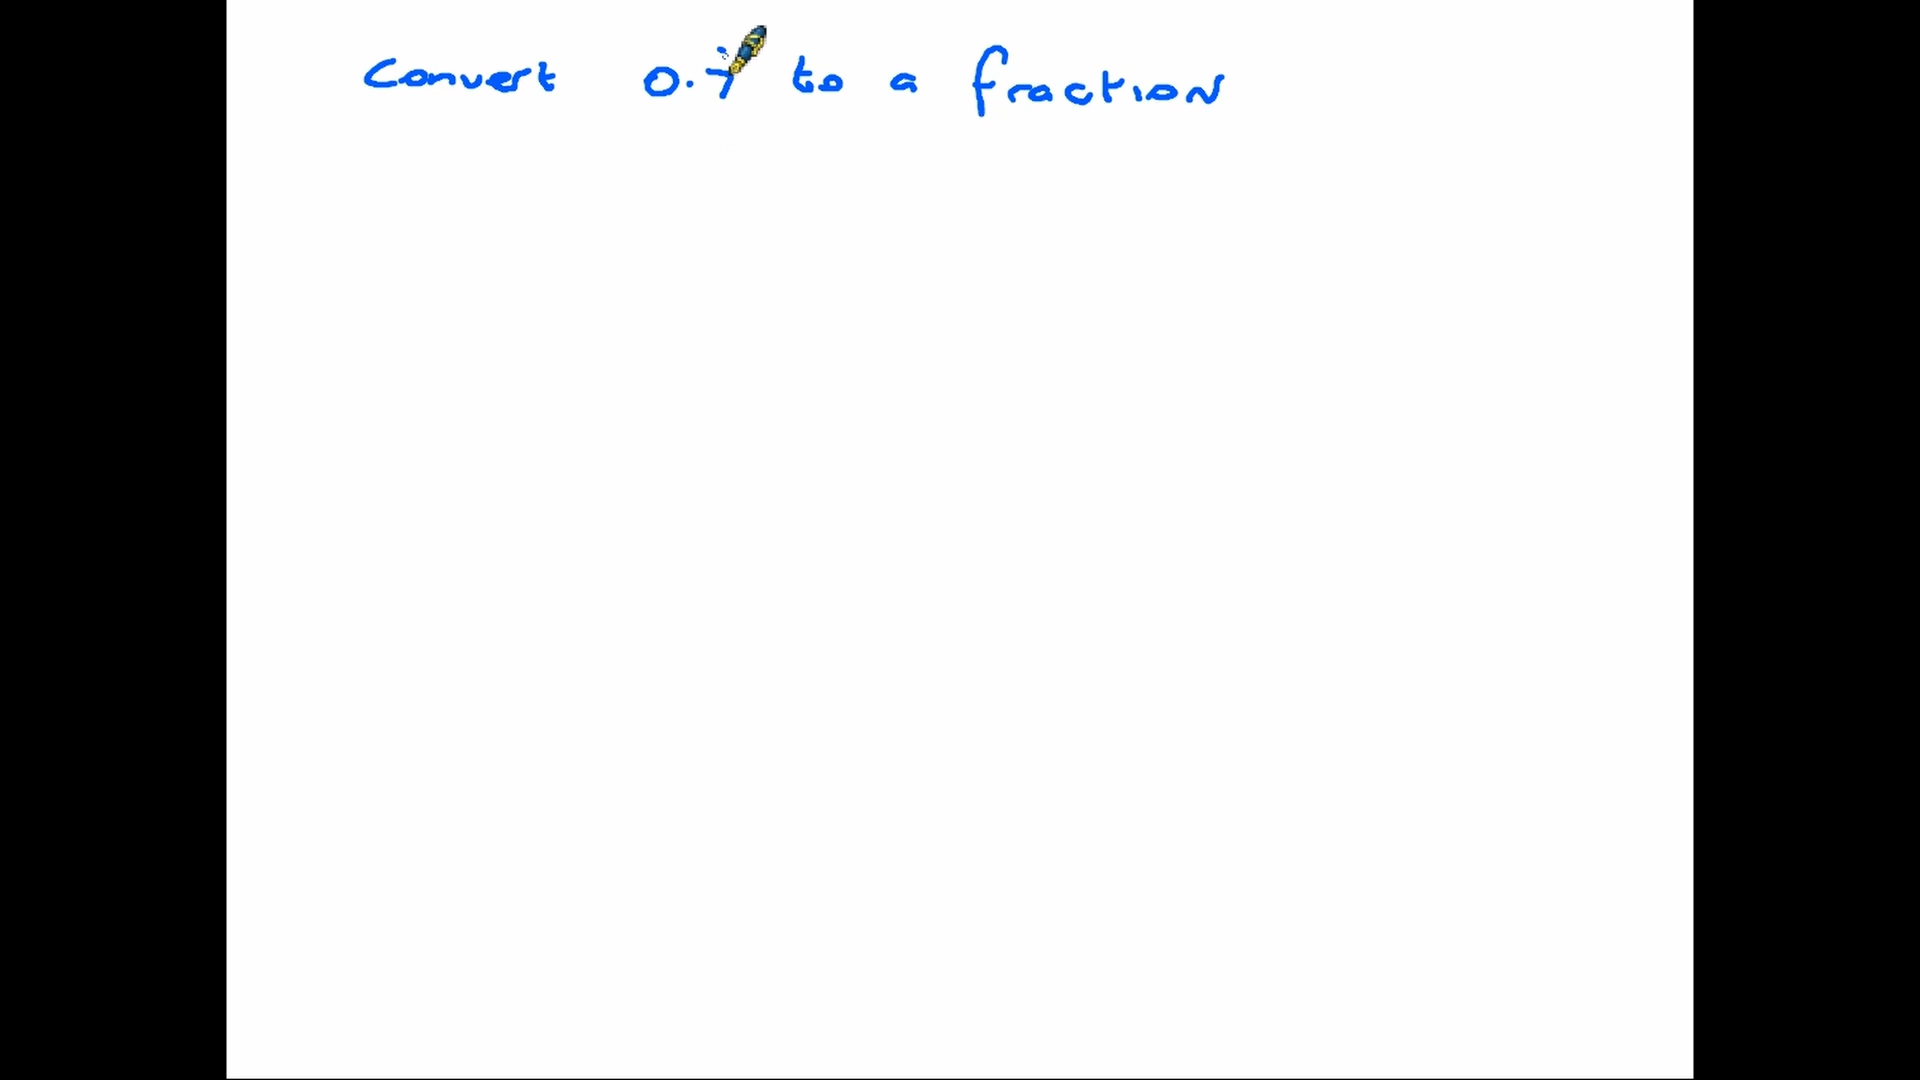 Convert 0.7̇ to a fraction